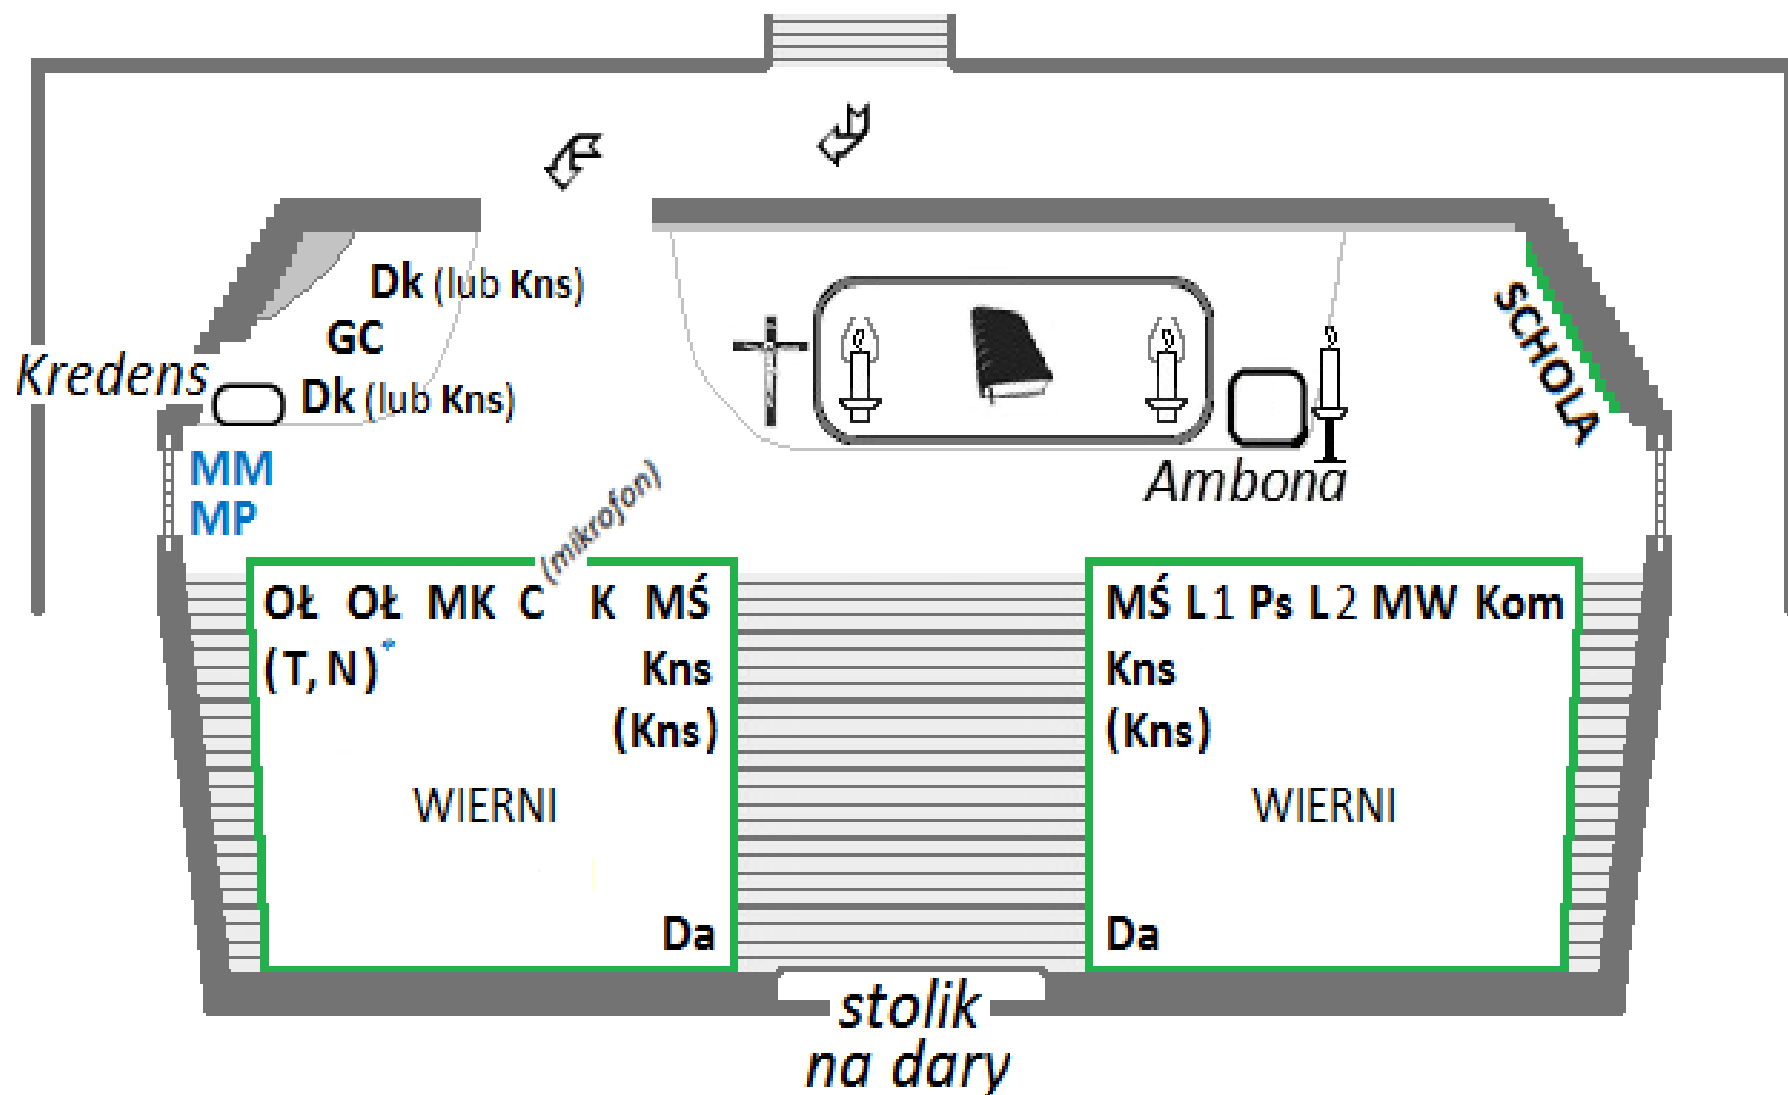 Dk (lub Kns)
GC
Kredens
Dk (lub Kns)
SCHOLA
MM
MP
Ambona
(mikrofon)
OŁ OŁ MK C K MŚ
(T, N)*
Kns
(Kns)
WIERNI
Da
MŚ L1 Ps L2 MW Kom
Kns
(Kns)
WIERNI
Da
stolik
na dary